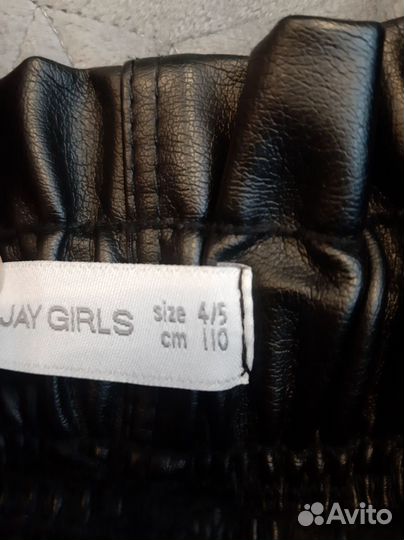 JAY GIRLS size 4/5
cm 110
Avito